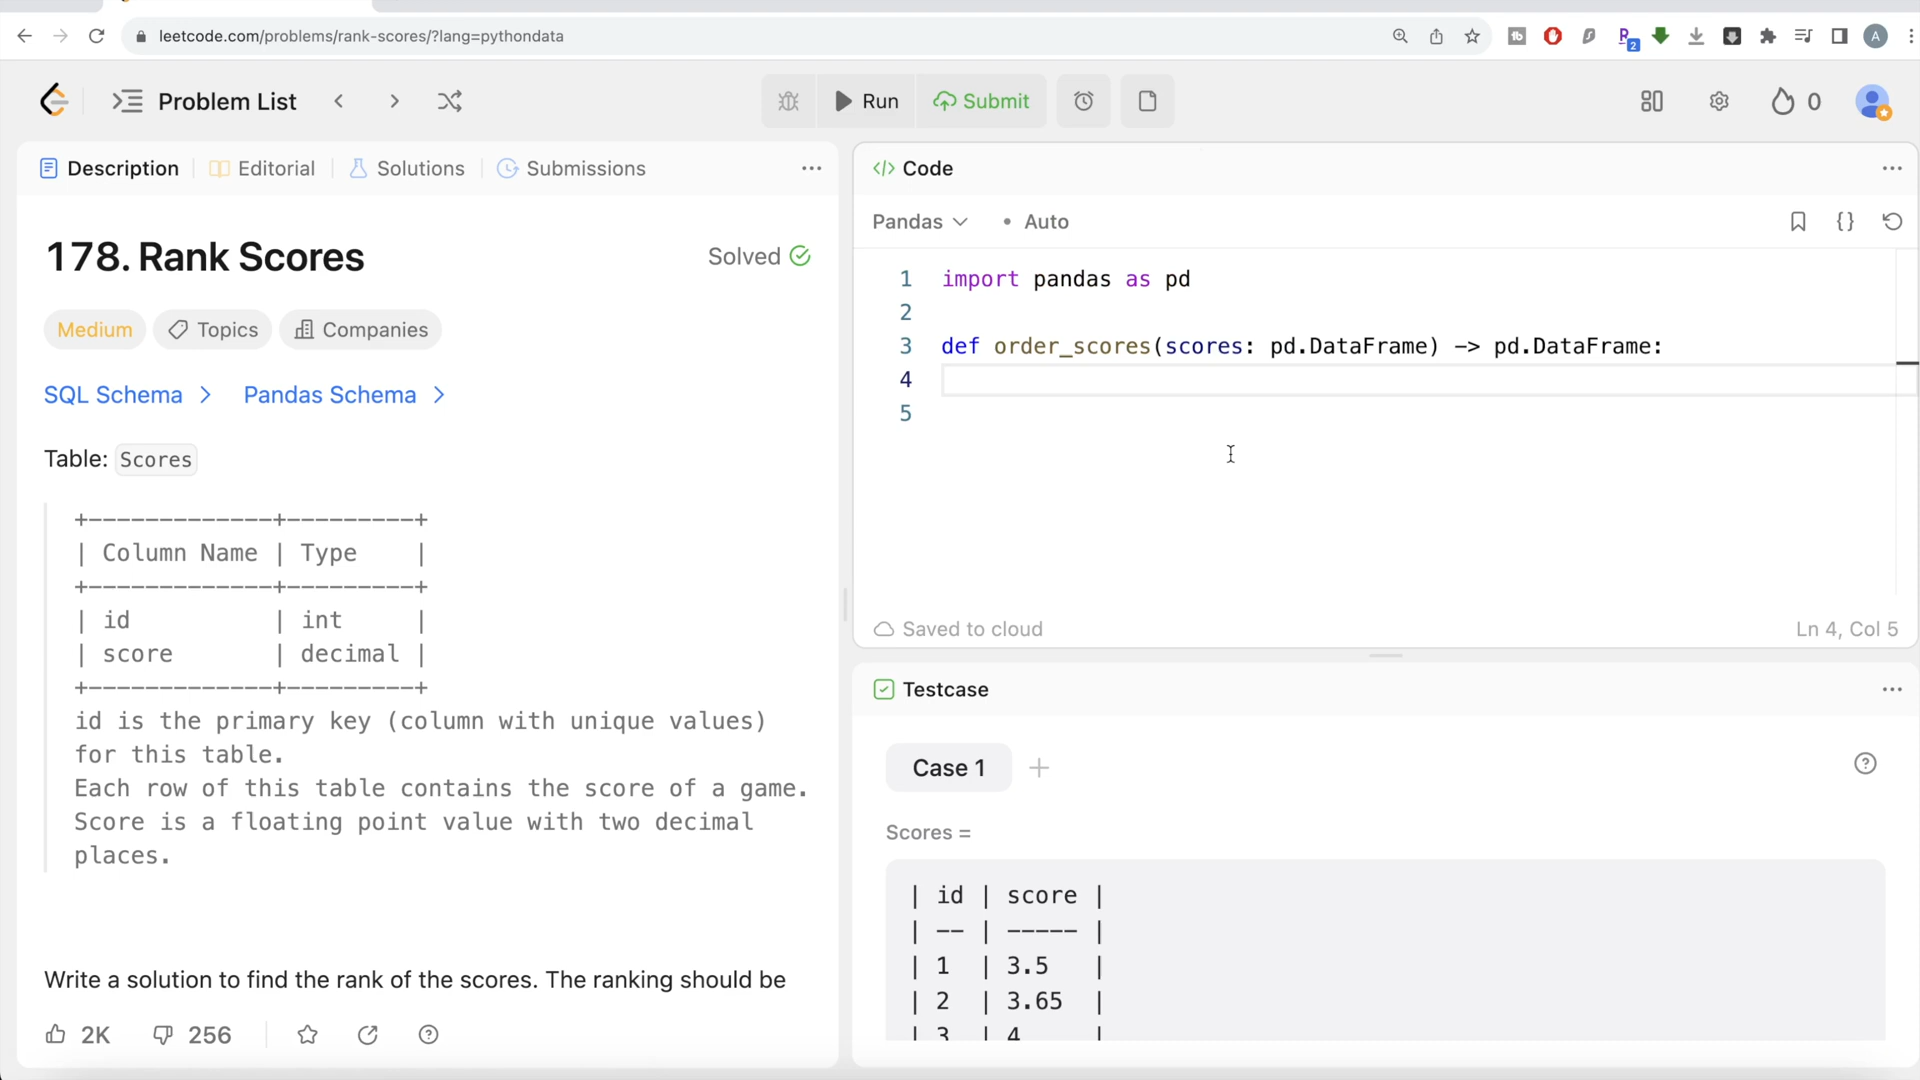 leetcode.com/problems/rank-scores/?lang=pythondata
2
A
Problem List
Run
Submit
0
Description
Editorial
Solutions
Submissions
178. Rank Scores
Solved
Medium
Topics
Companies
SQL Schema
Pandas Schema
Table: Scores
+-------------+---------+
| Column Name | Type    |
+-------------+---------+
| id          | int     |
| score       | decimal |
+-------------+---------+
id is the primary key (column with unique values)
for this table.
Each row of this table contains the score of a game.
Score is a floating point value with two decimal
places.
Write a solution to find the rank of the scores. The ranking should be
2K
256
</> Code
Pandas
• Auto
{}
1 import pandas as pd
2
3 def order_scores(scores: pd.DataFrame) -> pd.DataFrame:
4
5
Saved to cloud
Ln 4, Col 5
Testcase
Case 1
+
Scores =
| id | score |
| -- | ----- |
| 1  | 3.5   |
| 2  | 3.65  |
| 3  | 4     |